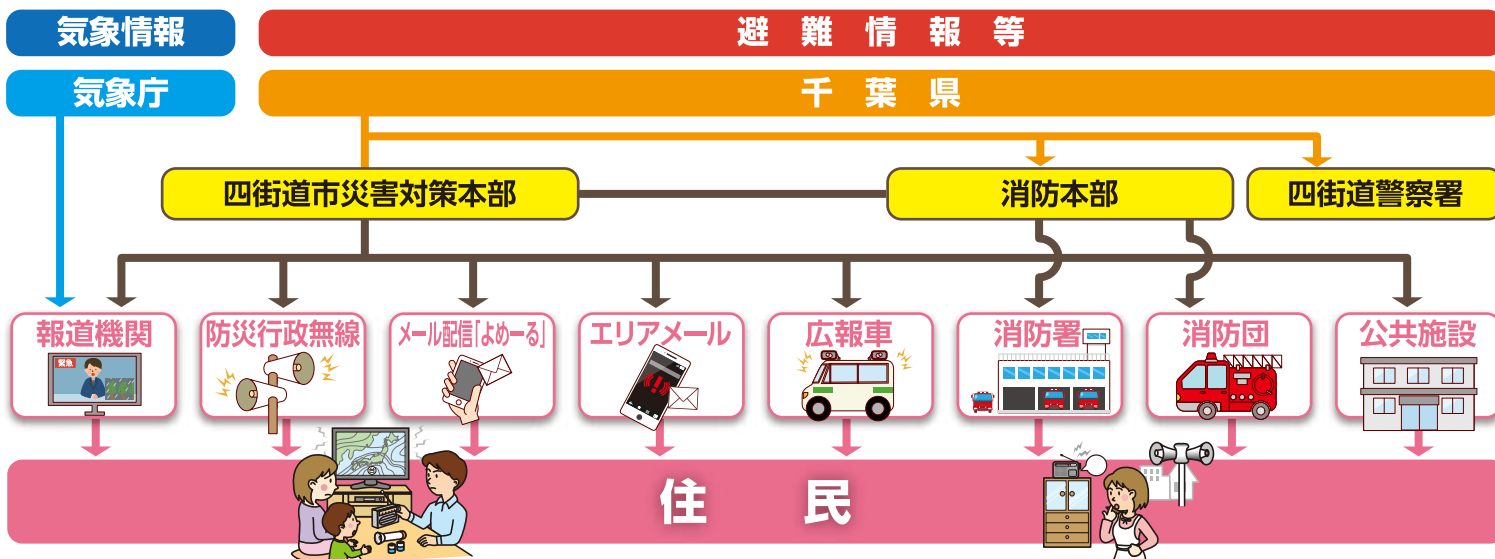 気象情報
避難情報等
気象庁
千葉県
四街道市災害対策本部
消防本部
四街道警察署
報道機関
緊急
防災行政無線
メール配信「よめーる」
エリアメール
広報車
消防署
消防団
公共施設
住民